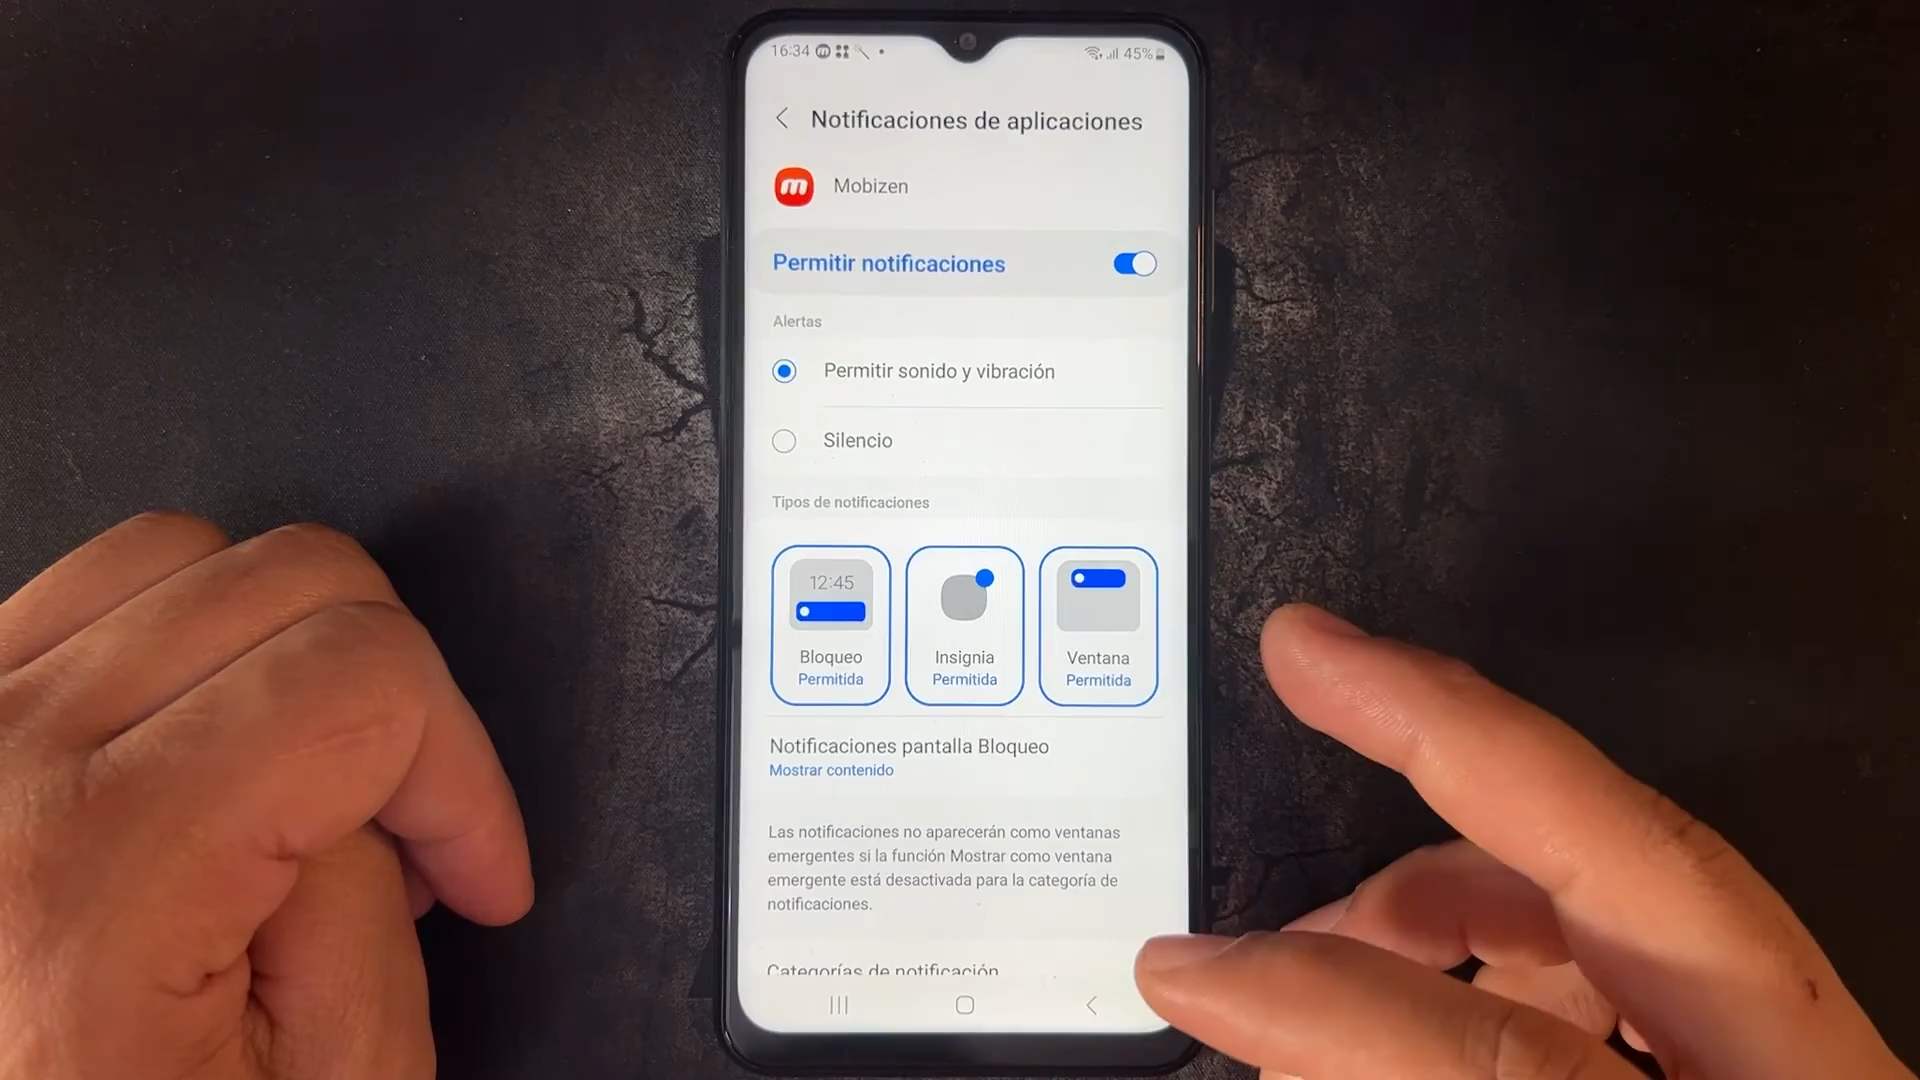 16:34
45%
Notificaciones de aplicaciones
m
Mobizen
Permitir notificaciones
Alertas
Permitir sonido y vibración
Silencio
Tipos de notificaciones
12:45
Bloqueo
Permitida
Insignia
Permitida
Ventana
Permitida
Notificaciones pantalla Bloqueo
Mostrar contenido
Las notificaciones no aparecerán como ventanas
emergentes si la función Mostrar como ventana
emergente está desactivada para la categoría de
notificaciones.
Categorías de notificación